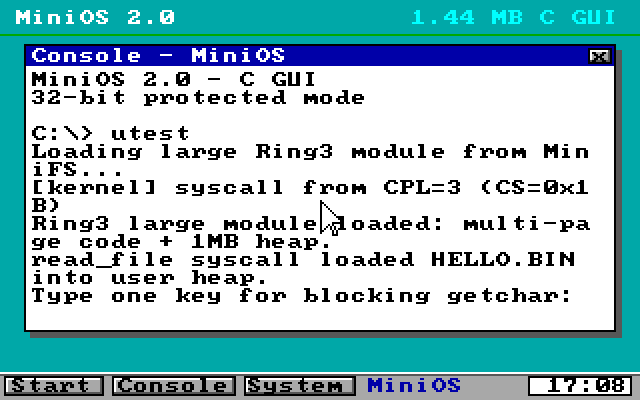 MiniOS 2.0
1.44 MB C GUI
Console - MiniOS
MiniOS 2.0 - C GUI
32-bit protected mode
C:\> utest
Loading large Ring3 module from Min
iFS...
[kernel] syscall from CPL=3 (CS=0x1
B)
Ring3 large module loaded: multi-pa
ge code + 1MB heap.
read_file syscall loaded HELLO.BIN
into user heap.
Type one key for blocking getchar:
Start Console System MiniOS 17:08